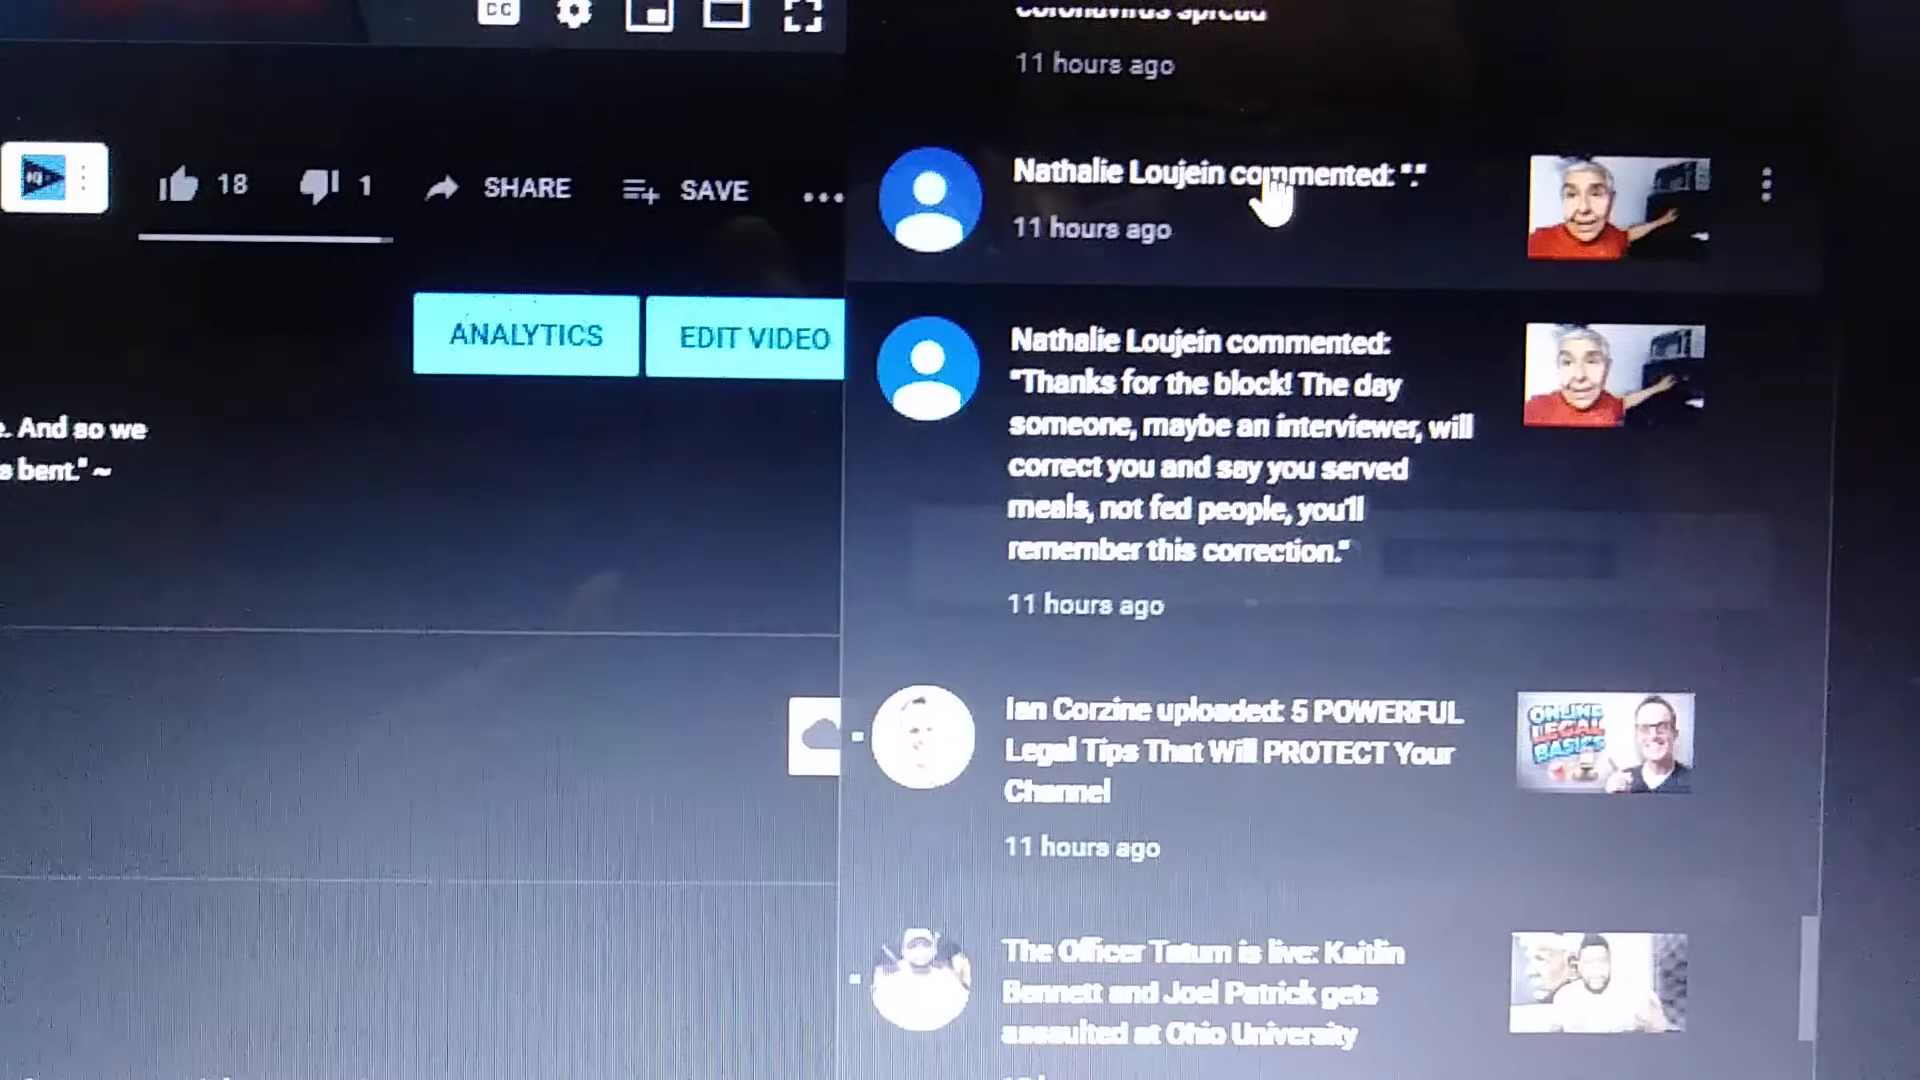 CC
11 hours ago
18
1
SHARE
SAVE
Nathalie Loujein commented: "."
11 hours ago
ANALYTICS
EDIT VIDEO
Nathalie Loujein commented:
"Thanks for the block! The day
someone, maybe an interviewer, will
correct you and say you served
meals, not fed people, you'll
remember this correction."
11 hours ago
e. And so we
s bent." ~
Ian Corzine uploaded: 5 POWERFUL
Legal Tips That Will PROTECT Your
Channel
11 hours ago
ONLINE
LEGAL
BASICS
The Officer Tatum is live: Kaitlin
Bennett and Joel Patrick gets
assaulted at Ohio University